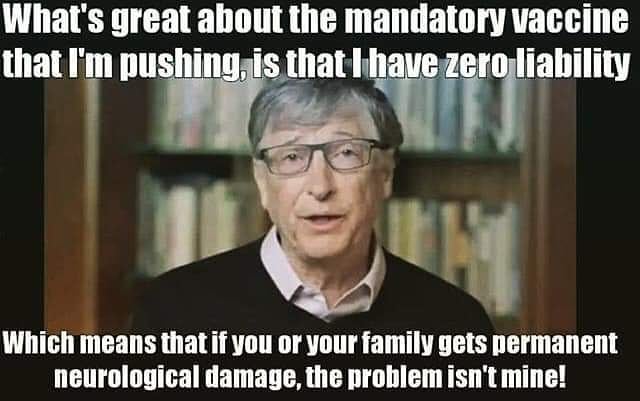 What's great about the mandatory vaccine
that I'm pushing, is that I have zero liability
Which means that if you or your family gets permanent
neurological damage, the problem isn't mine!